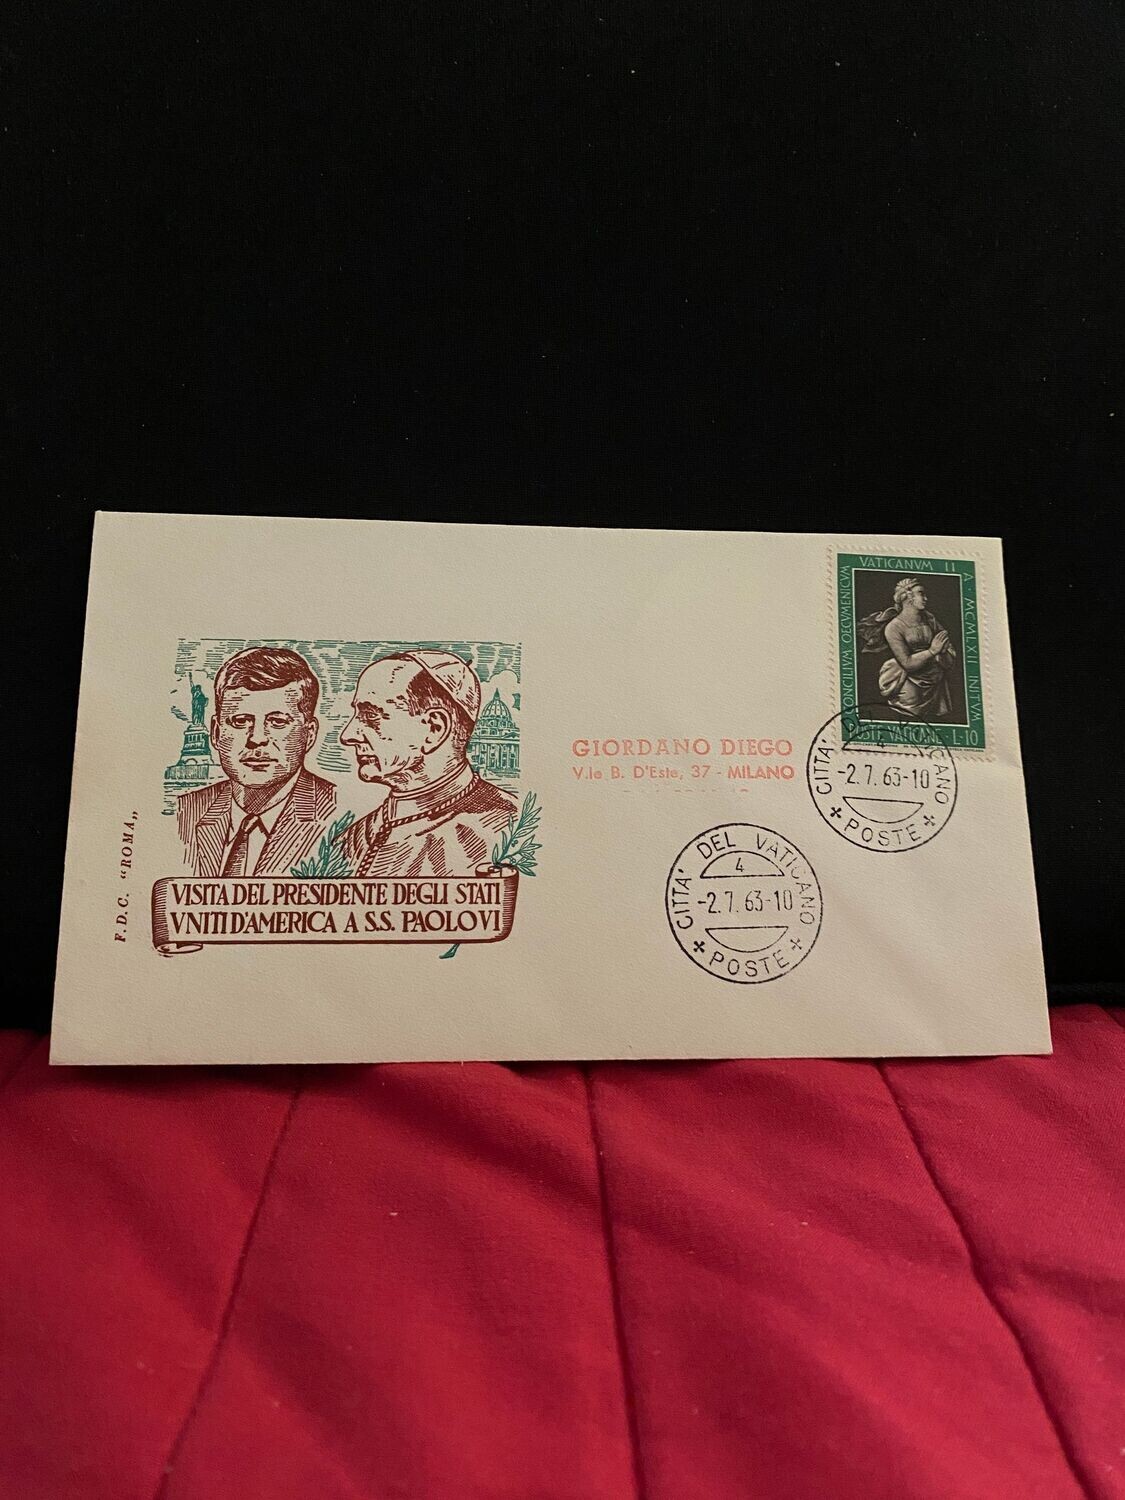 F.D.C. “ROMA„
VISITA DEL PRESIDENTE DEGLI STATI
VNITI D'AMERICA A S.S. PAOLO VI
GIORDANO DIEGO
V.le B. D'Este, 37 - MILANO
CONCILIVM OECVMENICVM VATICANVM II A · MCMLXII INITVM
POSTE VATICANE · L·10
CITTA' DEL VATICANO
4
-2.7.63-10
POSTE
CITTA' DEL VATICANO
4
-2.7.63-10
POSTE